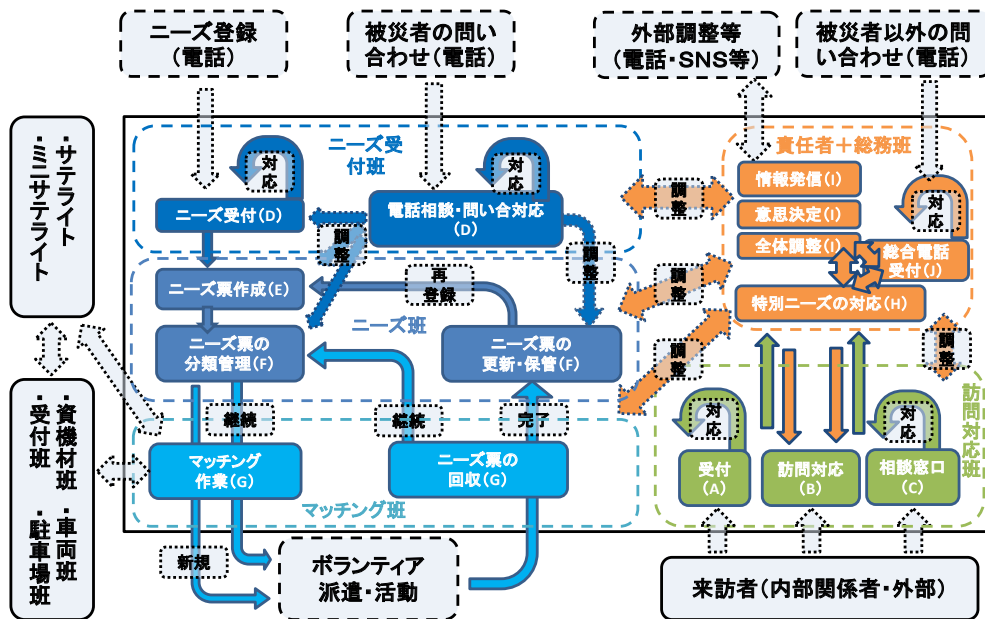 ニーズ登録
(電話)
被災者の問い
合わせ(電話)
外部調整等
(電話・SNS等)
被災者以外の問
い合わせ(電話)
・サテライト
・ミニサテライト
ニーズ受
付班
対応
対応
ニーズ受付(D)
電話相談・問い合対応
(D)
調整
調整
調整
責任者+総務班
情報発信(I)
意思決定(I)
全体調整(I)
対応
総合電話
受付(J)
特別ニーズの対応(H)
ニーズ票作成(E)
再
登録
調整
ニーズ班
ニーズ票の
分類管理(F)
ニーズ票の
更新・保管(F)
調整
調整
・資機材班
・受付班
・車両班
・駐車場班
継続
継続
完了
マッチング
作業(G)
ニーズ票の
回収(G)
マッチング班
訪問対応班
対応
対応
受付
(A)
訪問対応
(B)
相談窓口
(C)
新規
ボランティア
派遣・活動
来訪者(内部関係者・外部)